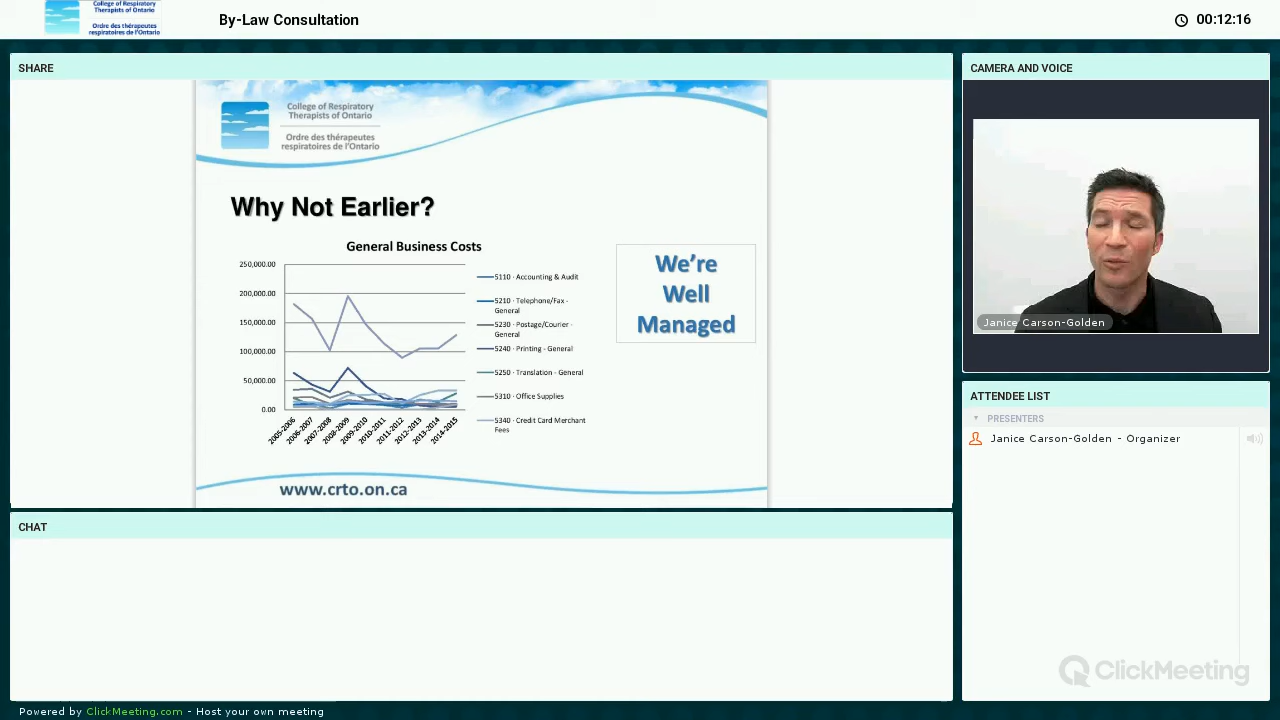 College of Respiratory
Therapists of Ontario
Ordre des thérapeutes
respiratoires de l'Ontario
By-Law Consultation
00:12:16
SHARE
College of Respiratory
Therapists of Ontario
Ordre des thérapeutes
respiratoires de l'Ontario
Why Not Earlier?
General Business Costs
250,000.00
200,000.00
150,000.00
100,000.00
50,000.00
0.00
2005-2006
2006-2007
2007-2008
2008-2009
2009-2010
2010-2011
2011-2012
2012-2013
2013-2014
2014-2015
5110 · Accounting & Audit
5210 · Telephone/Fax -
General
5230 · Postage/Courier -
General
5240 · Printing - General
5250 · Translation - General
5310 · Office Supplies
5340 · Credit Card Merchant
Fees
We're
Well
Managed
www.crto.on.ca
CAMERA AND VOICE
Janice Carson-Golden
ATTENDEE LIST
PRESENTERS
Janice Carson-Golden - Organizer
CHAT
ClickMeeting
Powered by ClickMeeting.com - Host your own meeting